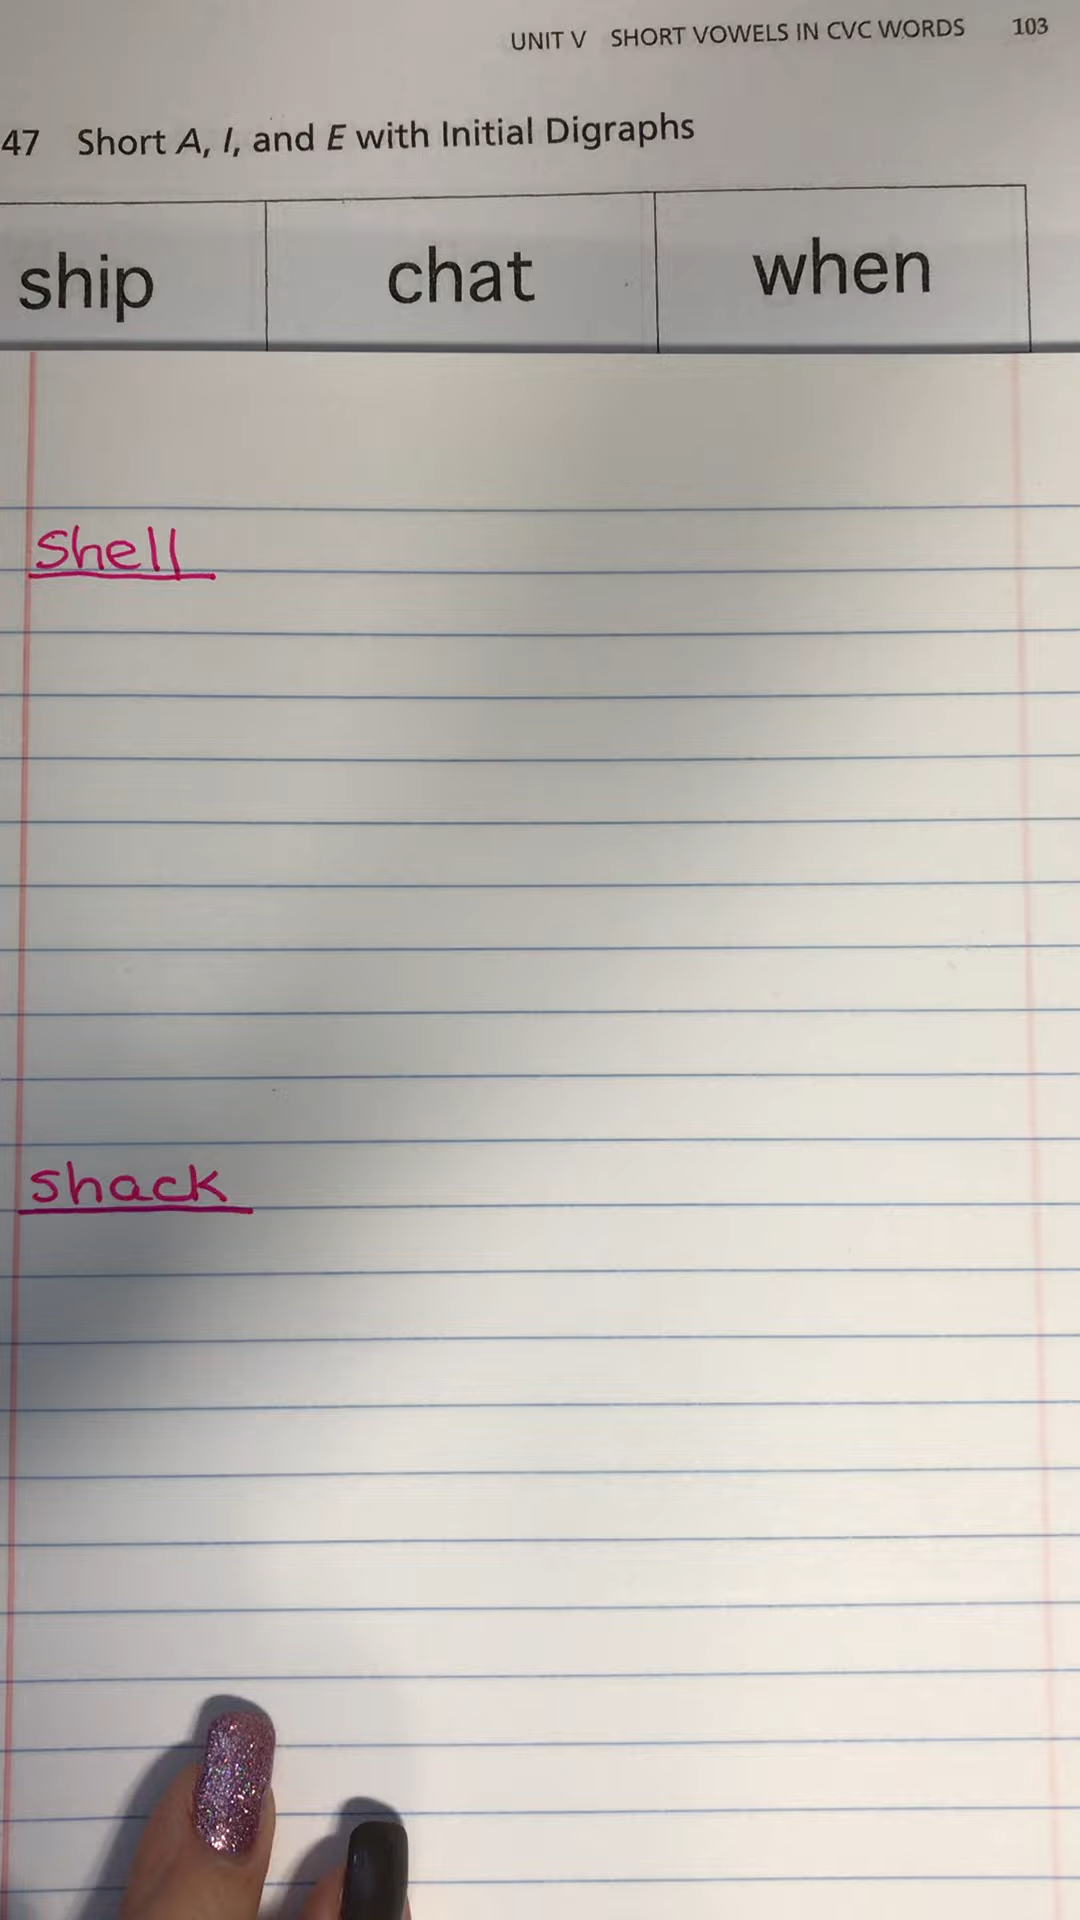 UNIT V SHORT VOWELS IN CVC WORDS 103
47 Short A, I, and E with Initial Digraphs
ship chat when
shell
shack